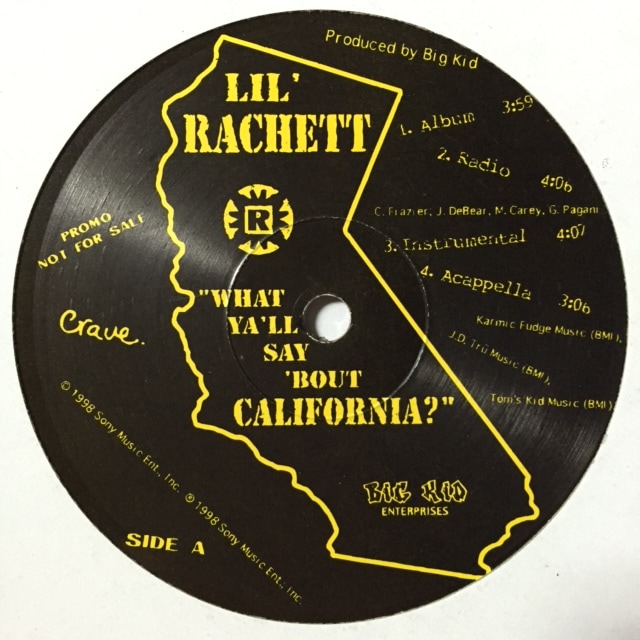 Produced by Big Kid
LIL'
RACHETT
R
1. Album 3:59
2. Radio 4:06
C. Frazier, J. DeBear, M. Carey, G. Pagani
3. Instrumental 4:07
4. Acappella 3:06
Karmic Fudge Music (BMI),
J.D. Tru Music (BMI),
Tom's Kid Music (BMI)
PROMO
NOT FOR SALE
Crave.
"WHAT
YA'LL
SAY
'BOUT
CALIFORNIA?"
BIG KID
ENTERPRISES
© 1998 Sony Music Ent., Inc. ℗ 1998 Sony Music Ent., Inc.
SIDE A